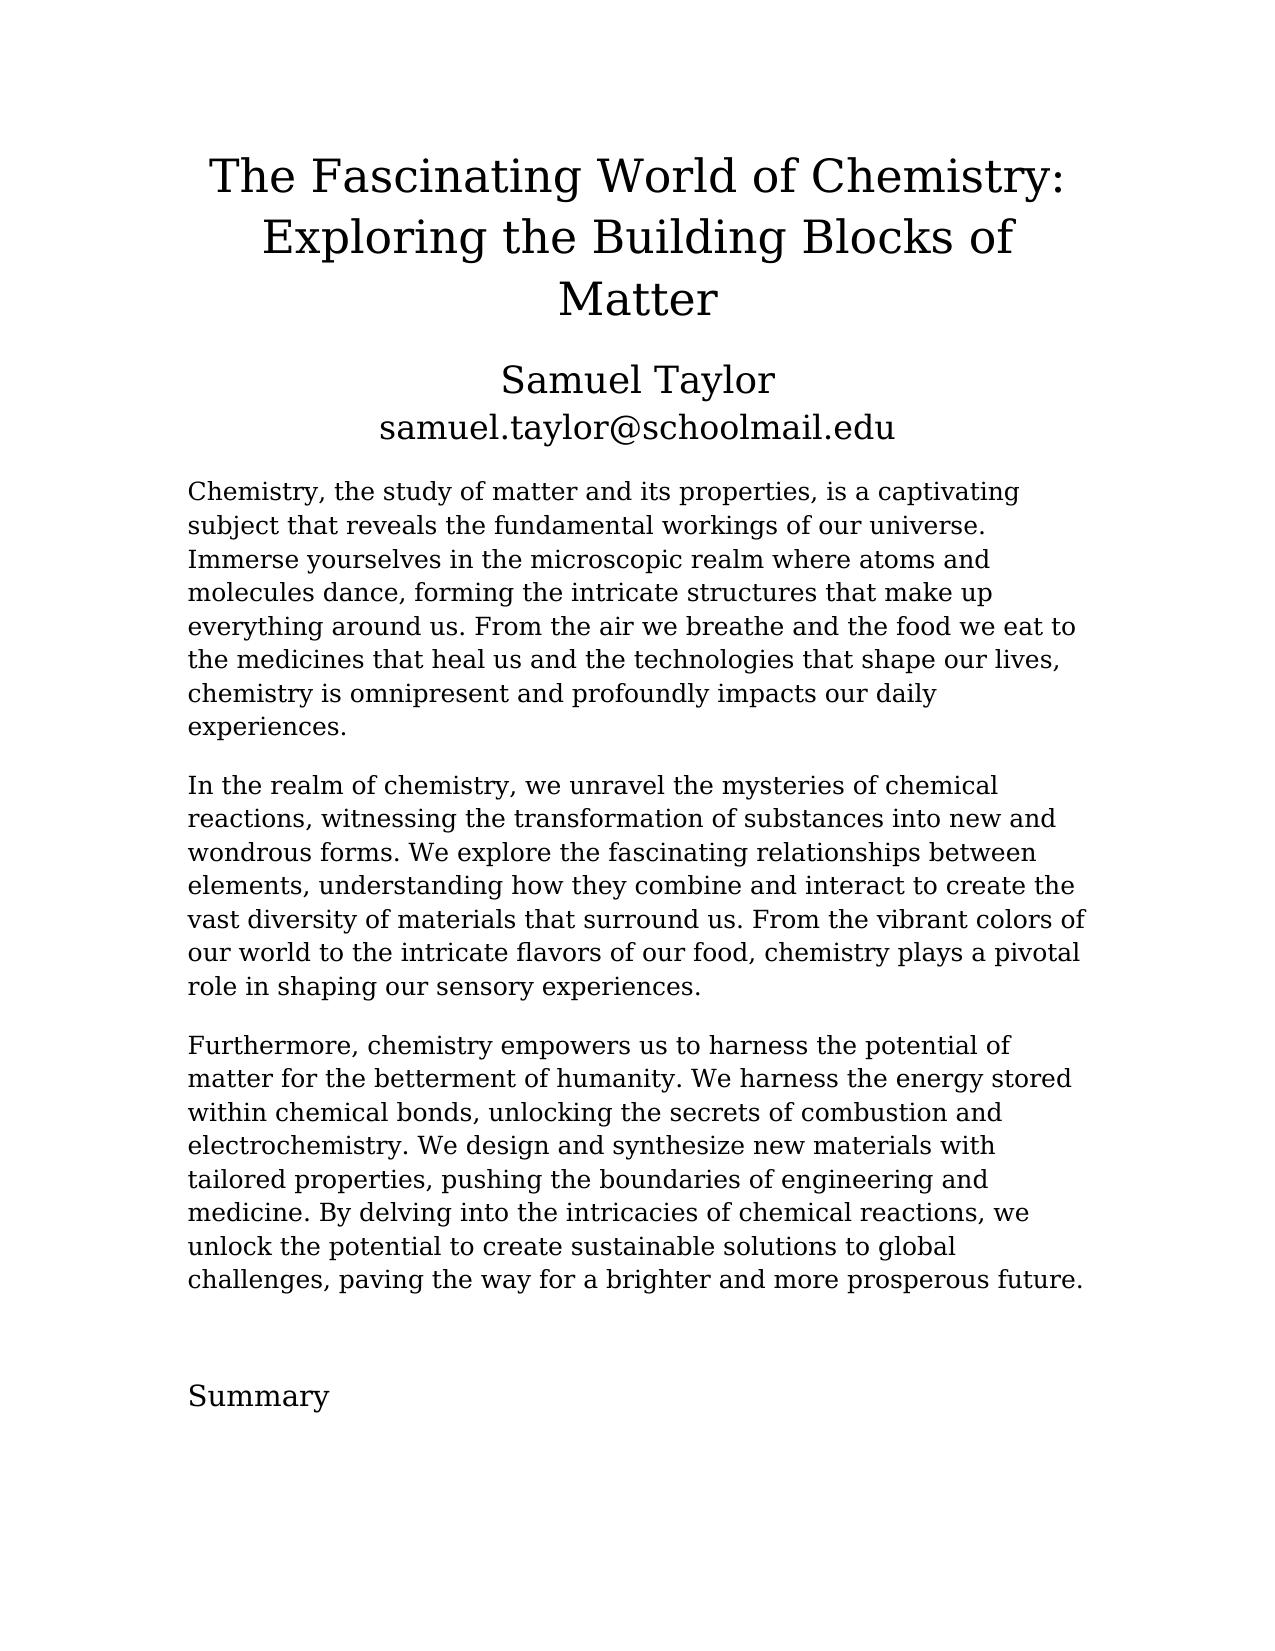 The Fascinating World of Chemistry:
Exploring the Building Blocks of
Matter
Samuel Taylor
samuel.taylor@schoolmail.edu
Chemistry, the study of matter and its properties, is a captivating
subject that reveals the fundamental workings of our universe.
Immerse yourselves in the microscopic realm where atoms and
molecules dance, forming the intricate structures that make up
everything around us. From the air we breathe and the food we eat to
the medicines that heal us and the technologies that shape our lives,
chemistry is omnipresent and profoundly impacts our daily
experiences.
In the realm of chemistry, we unravel the mysteries of chemical
reactions, witnessing the transformation of substances into new and
wondrous forms. We explore the fascinating relationships between
elements, understanding how they combine and interact to create the
vast diversity of materials that surround us. From the vibrant colors of
our world to the intricate flavors of our food, chemistry plays a pivotal
role in shaping our sensory experiences.
Furthermore, chemistry empowers us to harness the potential of
matter for the betterment of humanity. We harness the energy stored
within chemical bonds, unlocking the secrets of combustion and
electrochemistry. We design and synthesize new materials with
tailored properties, pushing the boundaries of engineering and
medicine. By delving into the intricacies of chemical reactions, we
unlock the potential to create sustainable solutions to global
challenges, paving the way for a brighter and more prosperous future.
Summary